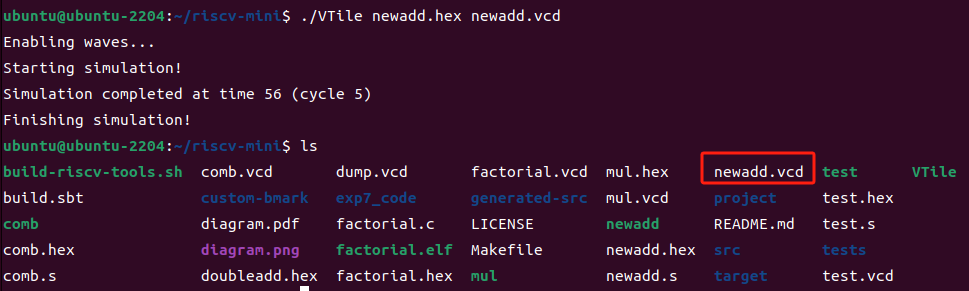 ubuntu@ubuntu-2204:~/riscv-mini$ ./VTile newadd.hex newadd.vcd
Enabling waves...
Starting simulation!
Simulation completed at time 56 (cycle 5)
Finishing simulation!
ubuntu@ubuntu-2204:~/riscv-mini$ ls
build-riscv-tools.sh comb.vcd dump.vcd factorial.vcd mul.hex newadd.vcd test VTile
build.sbt custom-bmark exp7_code generated-src mul.vcd project test.hex
comb diagram.pdf factorial.c LICENSE newadd README.md test.s
comb.hex diagram.png factorial.elf Makefile newadd.hex src tests
comb.s doubleadd.hex factorial.hex mul newadd.s target test.vcd